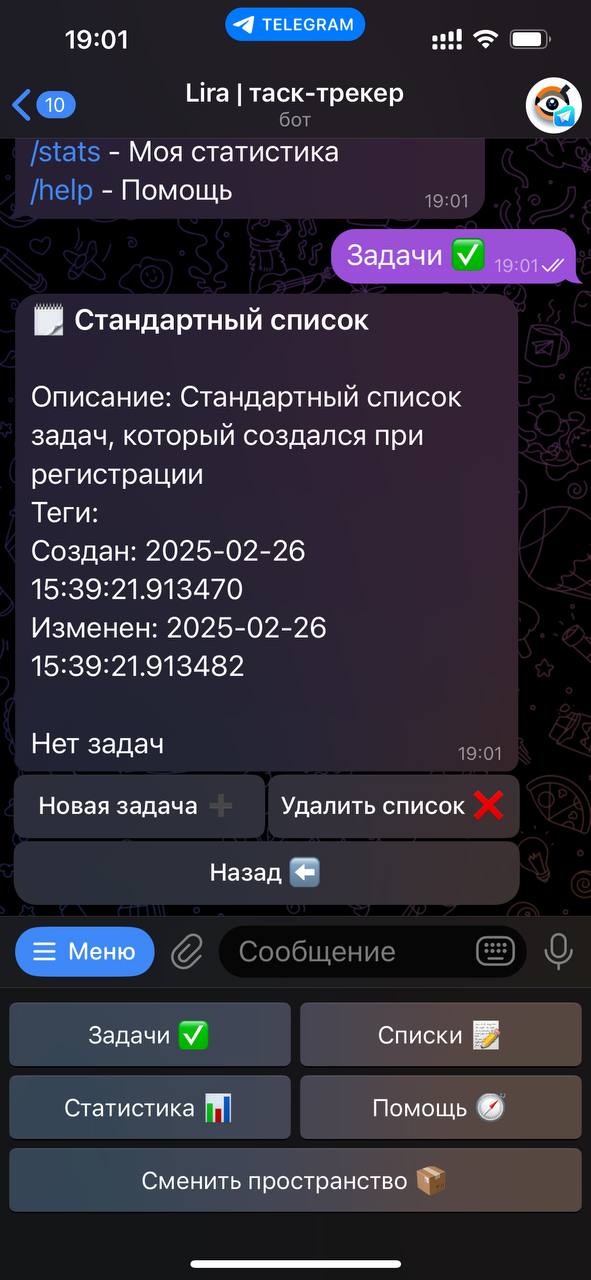 19:01
TELEGRAM
10
Lira | таск-трекер
бот
/stats - Моя статистика
/help - Помощь
19:01
Задачи ✅ 19:01
🗒 Стандартный список
Описание: Стандартный список
задач, который создался при
регистрации
Теги:
Создан: 2025-02-26
15:39:21.913470
Изменен: 2025-02-26
15:39:21.913482
Нет задач
19:01
Новая задача ➕
Удалить список ❌
Назад ⬅️
Меню
Сообщение
Задачи ✅
Списки 📝
Статистика 📊
Помощь 🧭
Сменить пространство 📦